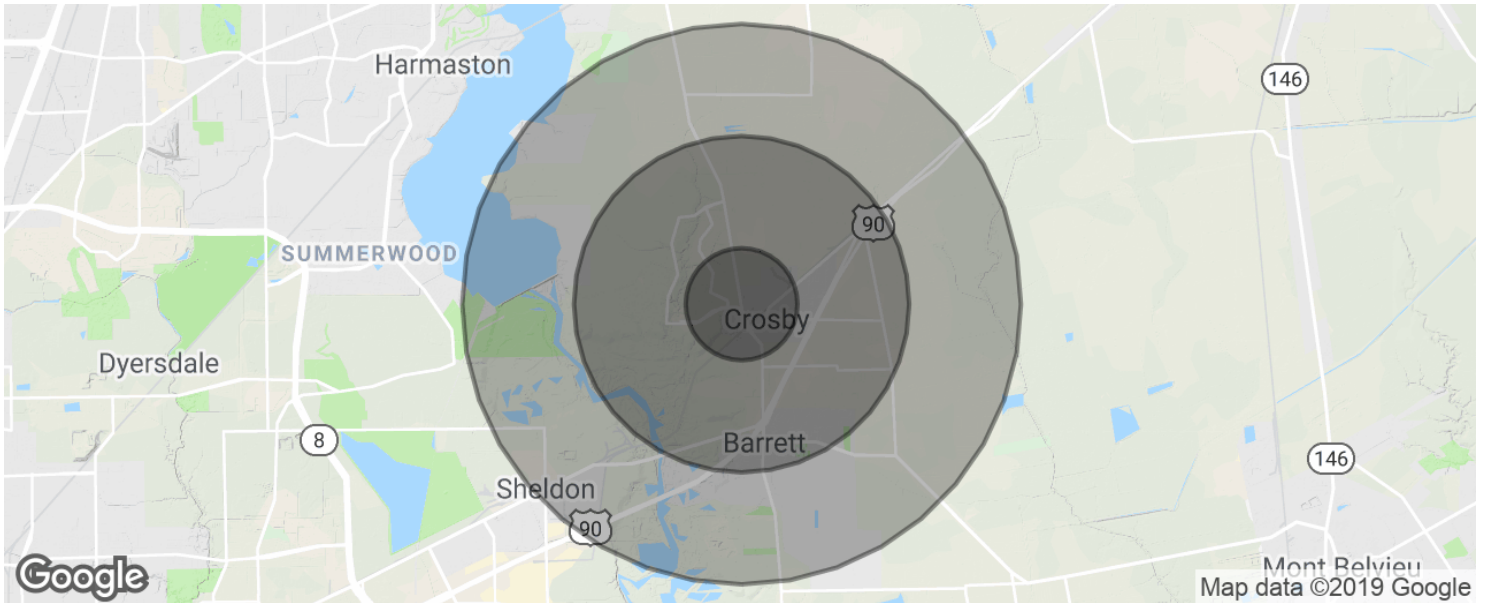 Harmaston
146
90
SUMMERWOOD
Crosby
Dyersdale
8
Barrett
146
Sheldon
90
Mont Belvieu
Google
Map data ©2019 Google